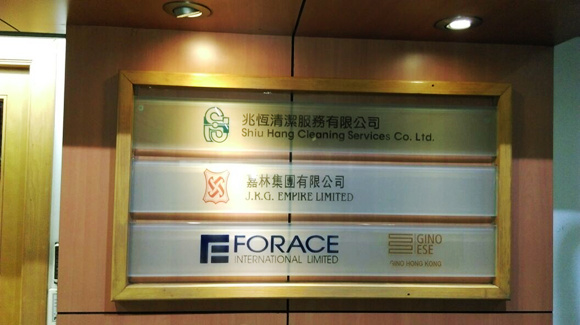 兆恆清潔服務有限公司
Shiu Hang Cleaning Services Co. Ltd.
嘉林集團有限公司
J.K.G. EMPIRE LIMITED
FORACE
INTERNATIONAL LIMITED
GINO
ESE
HONG KONG